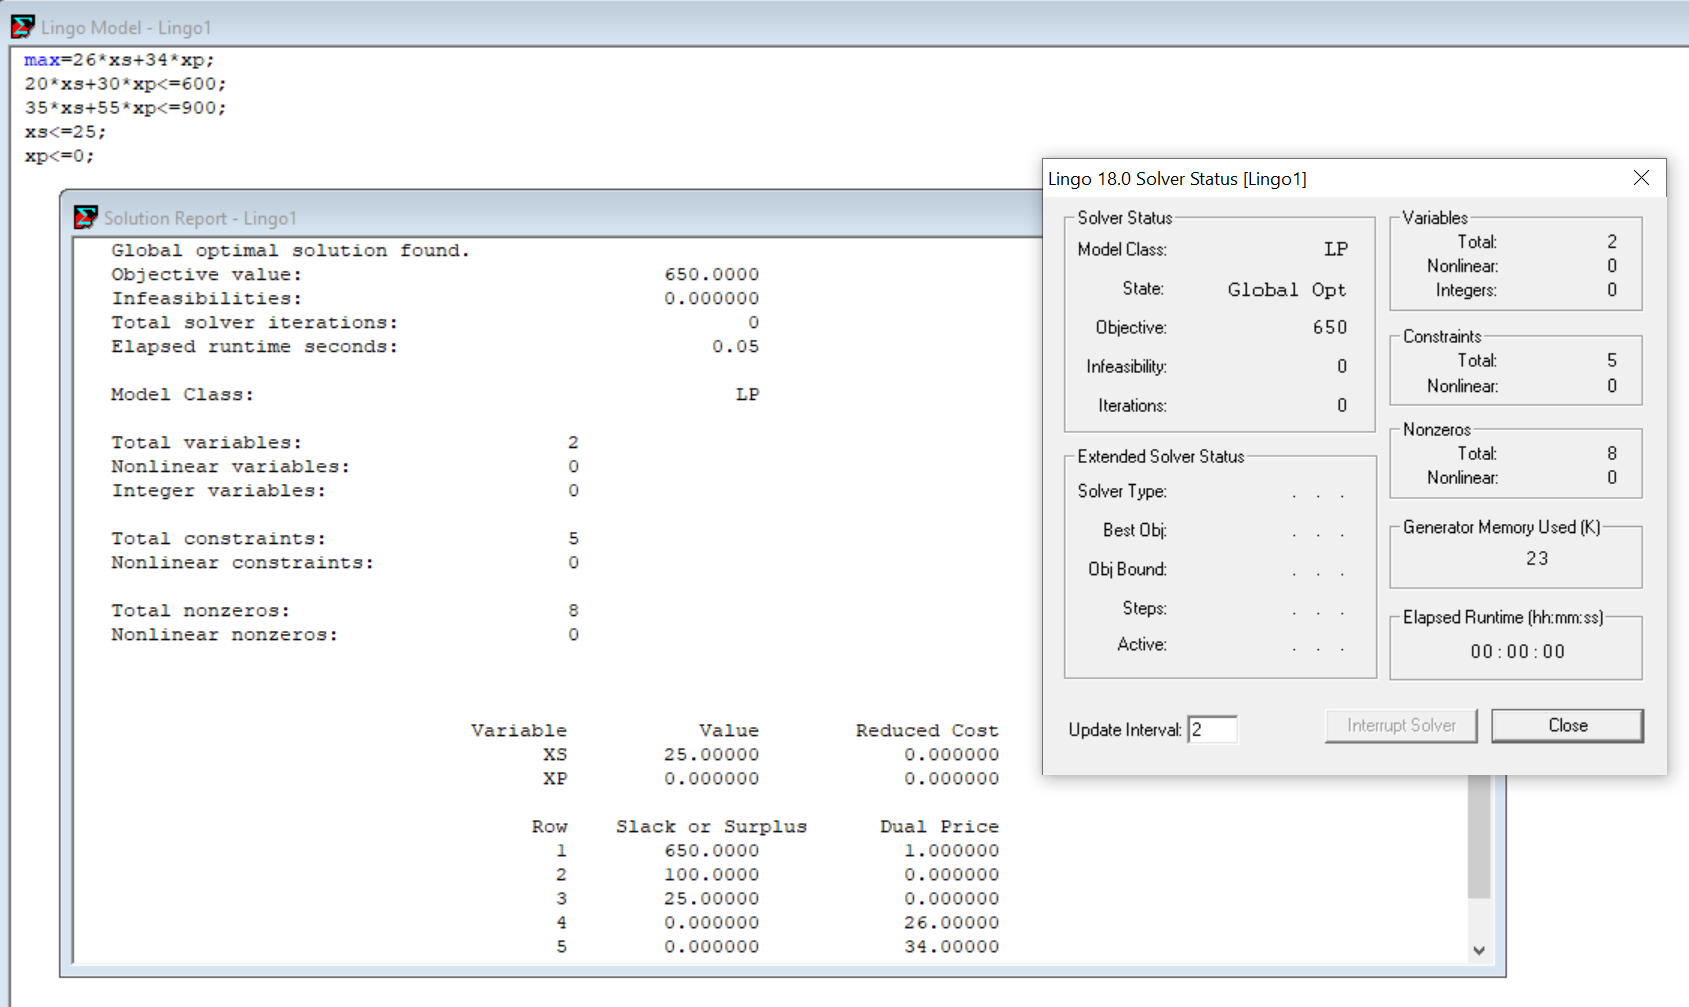 Lingo Model - Lingo1
max=26*xs+34*xp;
20*xs+30*xp<=600;
35*xs+55*xp<=900;
xs<=25;
xp<=0;
Solution Report - Lingo1
Global optimal solution found.
Objective value: 650.0000
Infeasibilities: 0.000000
Total solver iterations: 0
Elapsed runtime seconds: 0.05
Model Class: LP
Total variables: 2
Nonlinear variables: 0
Integer variables: 0
Total constraints: 5
Nonlinear constraints: 0
Total nonzeros: 8
Nonlinear nonzeros: 0
Variable Value Reduced Cost
XS 25.00000 0.000000
XP 0.000000 0.000000
Row Slack or Surplus Dual Price
1 650.0000 1.000000
2 100.0000 0.000000
3 25.00000 0.000000
4 0.000000 26.00000
5 0.000000 34.00000
Lingo 18.0 Solver Status [Lingo1]
Solver Status
Model Class: LP
State: Global Opt
Objective: 650
Infeasibility: 0
Iterations: 0
Extended Solver Status
Solver Type: . . .
Best Obj: . . .
Obj Bound: . . .
Steps: . . .
Active: . . .
Variables
Total: 2
Nonlinear: 0
Integers: 0
Constraints
Total: 5
Nonlinear: 0
Nonzeros
Total: 8
Nonlinear: 0
Generator Memory Used (K)
23
Elapsed Runtime (hh:mm:ss)
00:00:00
Update Interval: 2
Interrupt Solver
Close